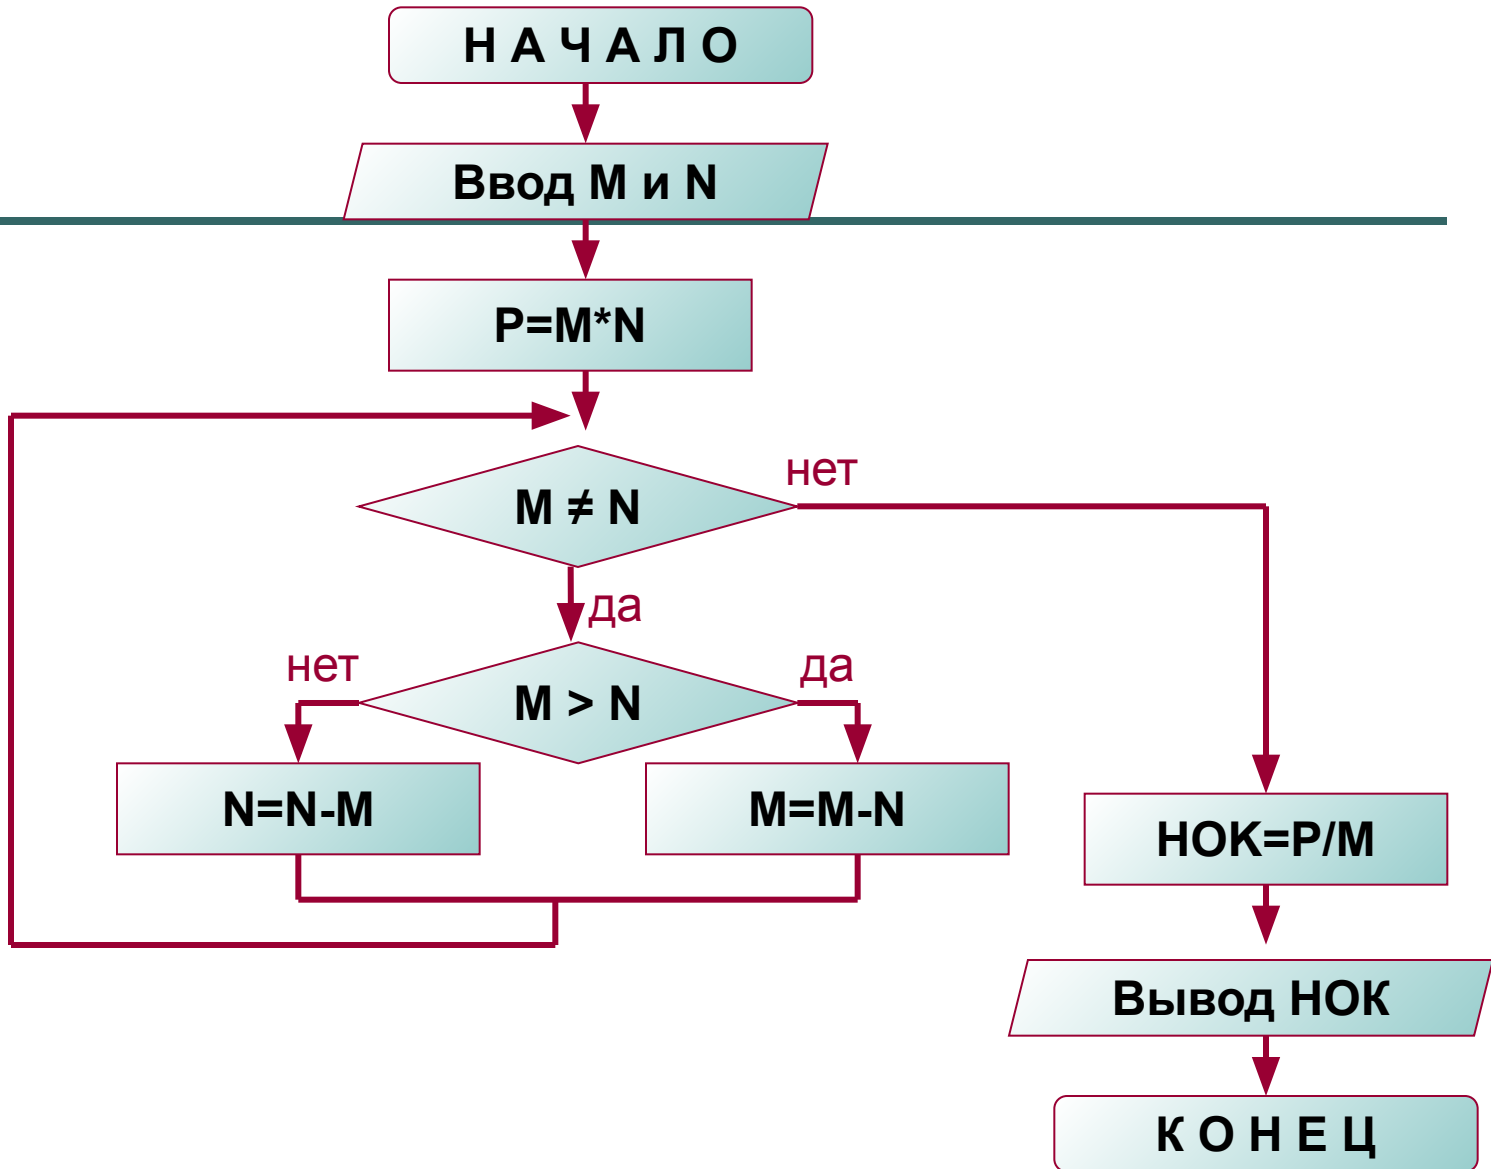 Н А Ч А Л О
Ввод M и N
P=M*N
M ≠ N
нет
да
M > N
нет
да
N=N-M
M=M-N
НОК=P/M
Вывод НОК
К О Н Е Ц